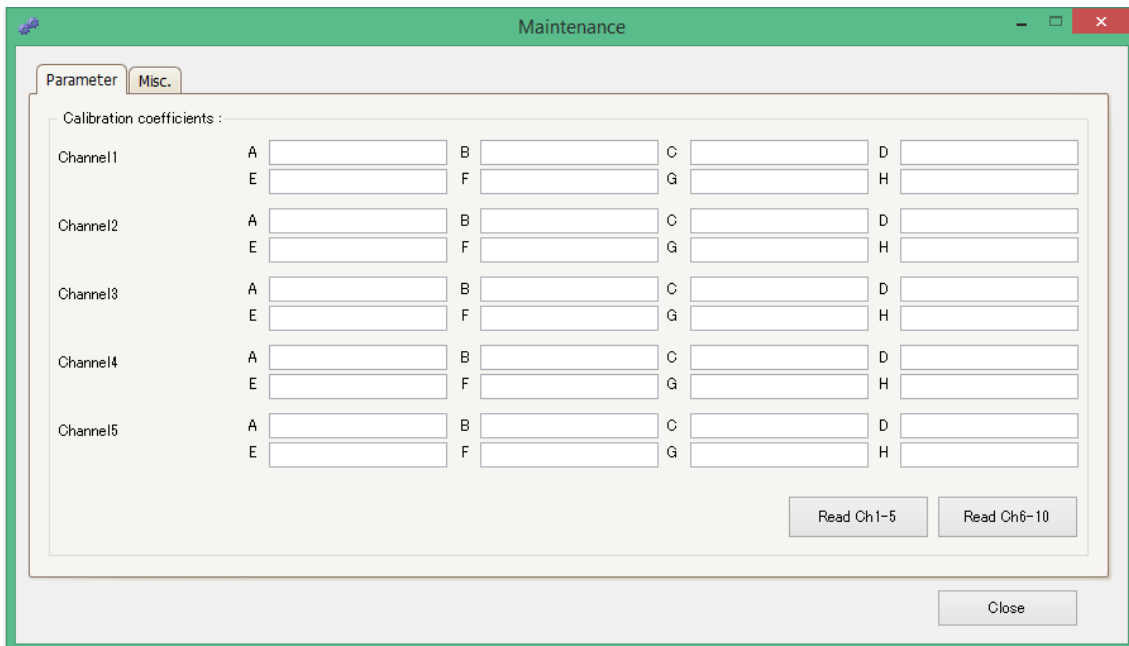 Maintenance
Parameter Misc.
Calibration coefficients :
Channel1 A B C D
E F G H
Channel2 A B C D
E F G H
Channel3 A B C D
E F G H
Channel4 A B C D
E F G H
Channel5 A B C D
E F G H
Read Ch1-5 Read Ch6-10
Close